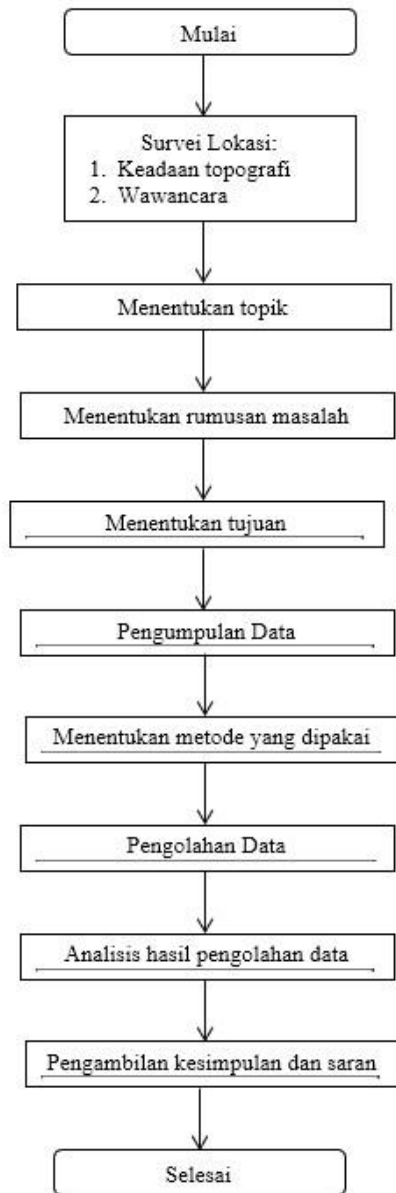 Mulai
Survei Lokasi:
1. Keadaan topografi
2. Wawancara
Menentukan topik
Menentukan rumusan masalah
Menentukan tujuan
Pengumpulan Data
Menentukan metode yang dipakai
Pengolahan Data
Analisis hasil pengolahan data
Pengambilan kesimpulan dan saran
Selesai